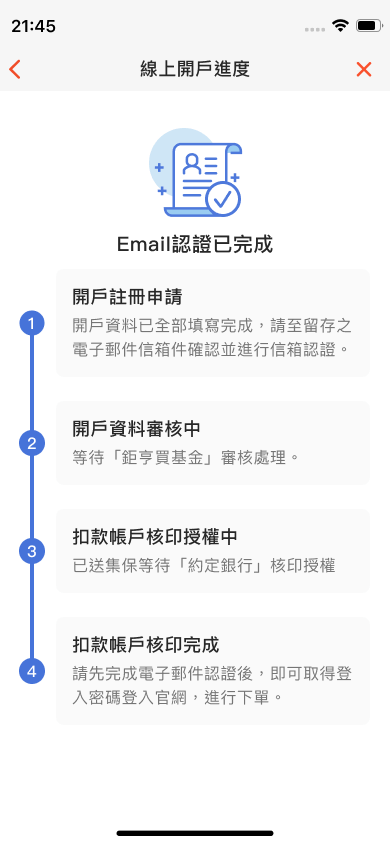 21:45
線上開戶進度
Email認證已完成
1
開戶註冊申請
開戶資料已全部填寫完成，請至留存之
電子郵件信箱件確認並進行信箱認證。
2
開戶資料審核中
等待「鉅亨買基金」審核處理。
3
扣款帳戶核印授權中
已送集保等待「約定銀行」核印授權
4
扣款帳戶核印完成
請先完成電子郵件認證後，即可取得登
入密碼登入官網，進行下單。